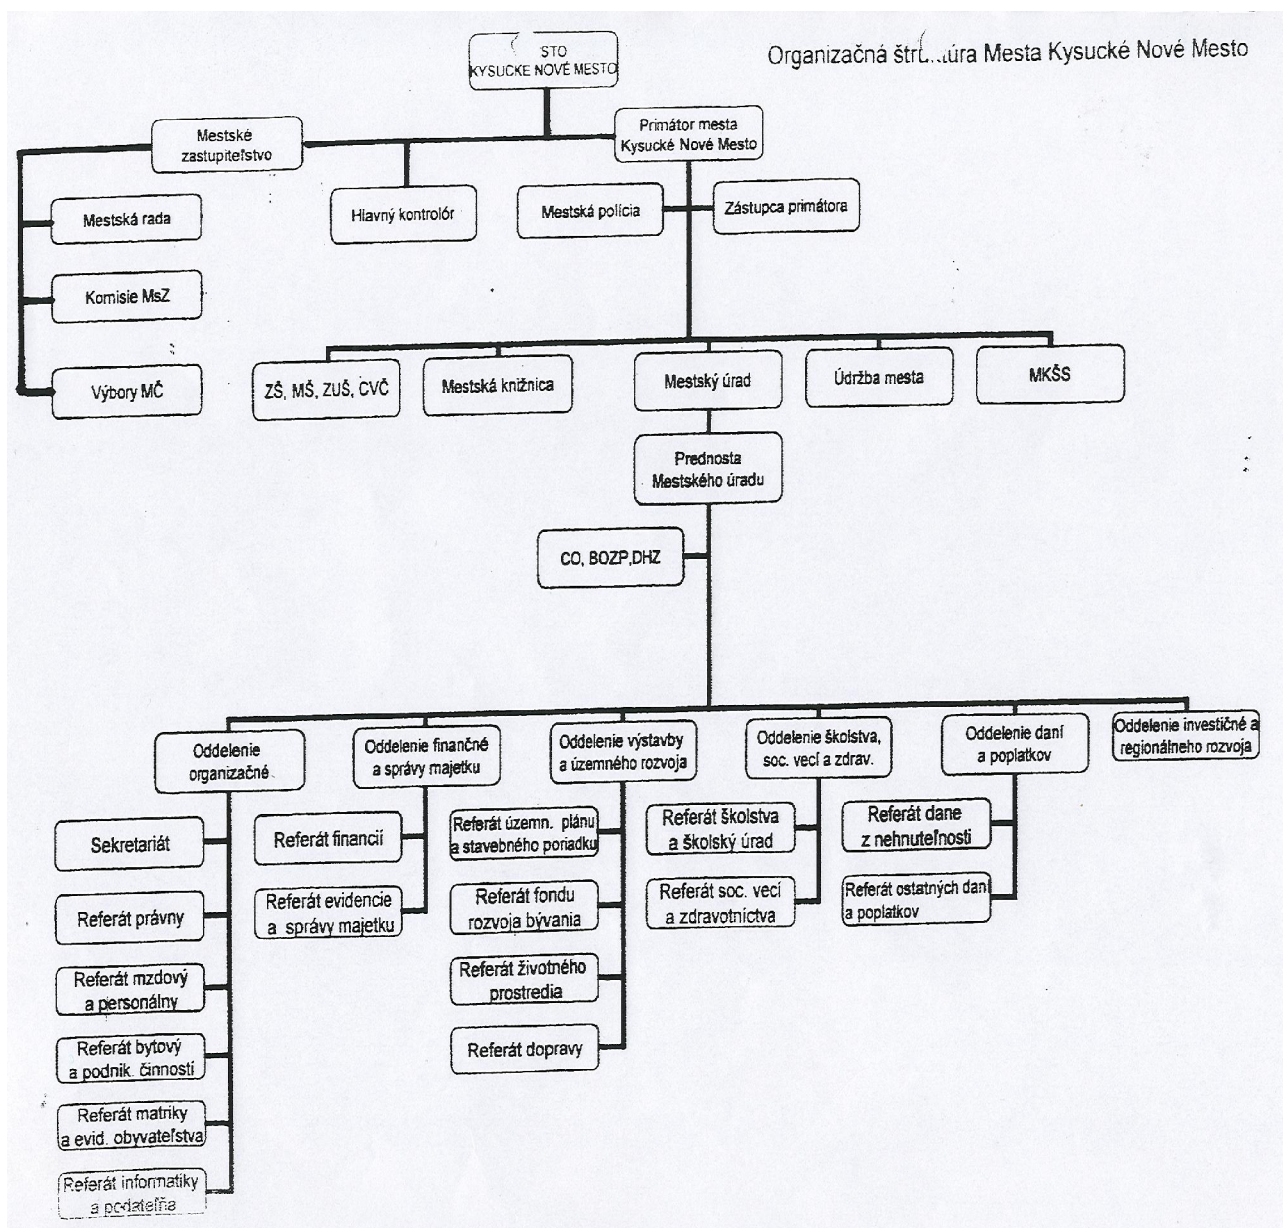 Organizačná Mesta Kysucké Nové Mesto
STO
KYSUCKE NOVÉ MESTO
Mestské
zastupiteľstvo
Primátor mesta
Kysucké Nové Mesto
Mestská rada
Hlavný kontrolór
Mestská polícia
Zástupca primátora
Komisie MsZ
Výbory MČ
ZŠ, MŠ, ZUŠ, CVČ
Mestská knižnica
Mestský úrad
Údržba mesta
MKŠS
Prednosta
Mestského úradu
CO, BOZP,DHZ
Oddelenie
organizačné
Oddelenie finančné
a správy majetku
Oddelenie výstavby
a územného rozvoja
Oddelenie školstva,
soc. vecí a zdrav.
Oddelenie daní
a poplatkov
Oddelenie investičné a
regionálneho rozvoja
Sekretariát
Referát právny
Referát mzdový
a personálny
Referát bytový
a podnik. činností
Referát matriky
a evid. obyvateľstva
Referát informatiky
a podateľňa
Referát financií
Referát evidencie
a správy majetku
Referát územn. plánu
a stavebného poriadku
Referát fondu
rozvoja bývania
Referát životného
prostredia
Referát dopravy
Referát školstva
a školský úrad
Referát soc. vecí
a zdravotníctva
Referát dane
z nehnuteľnosti
Referát ostatných daní
a poplatkov